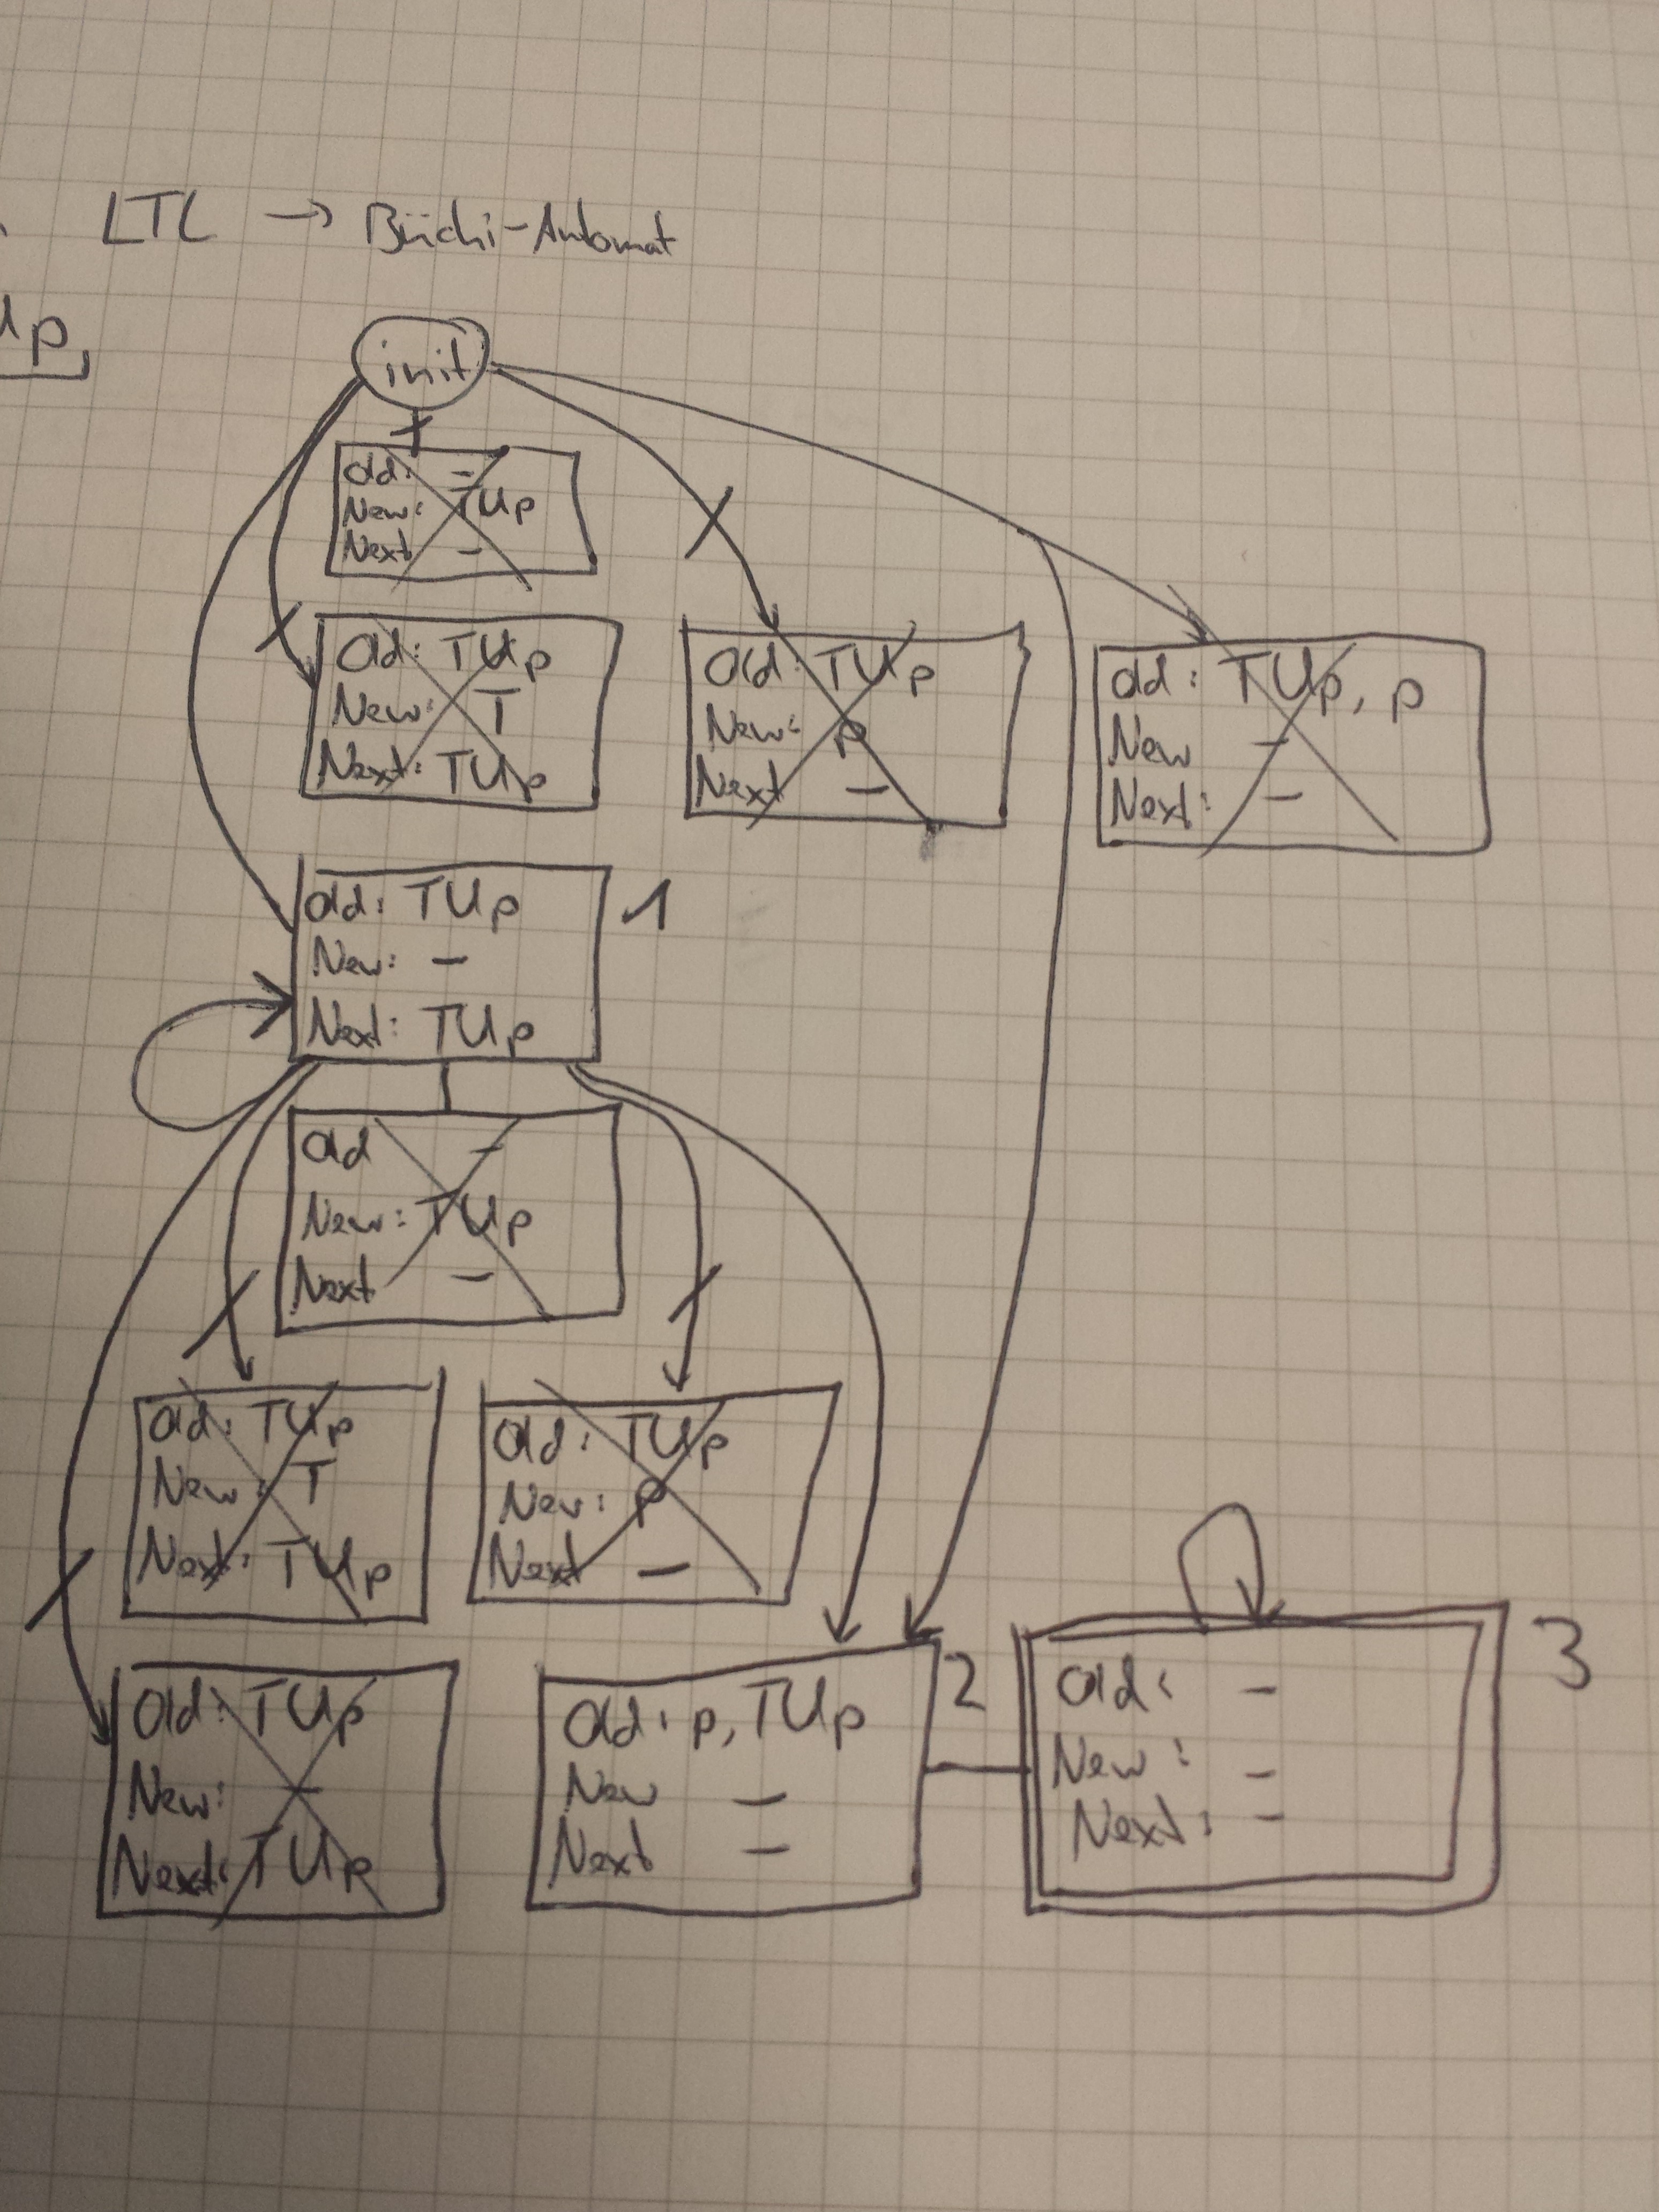 LTL → Büchi-Automat
Up
init
Old: -
New: TUp
Next -
Old: TUp
New: T
Next: TUp
Old: TUp
New: p
Next -
Old: TUp, p
New -
Next: -
Old: TUp
New: -
Next: TUp
1
Old -
New: TUp
Next -
Old: TUp
New: T
Next: TUp
Old: TUp
New: p
Next -
Old: TUp
New: -
Next: TUp
Old: p, TUp
New -
Next -
2
Old: -
New: -
Next: -
3